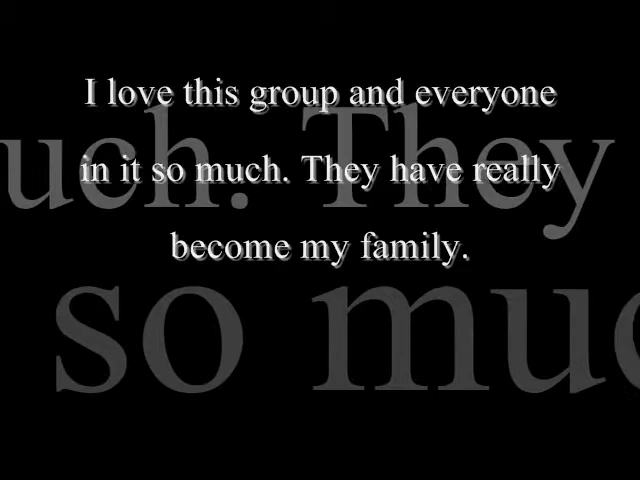 I love this group and everyone
in it so much. They have really
become my family.
uch. They
so muc